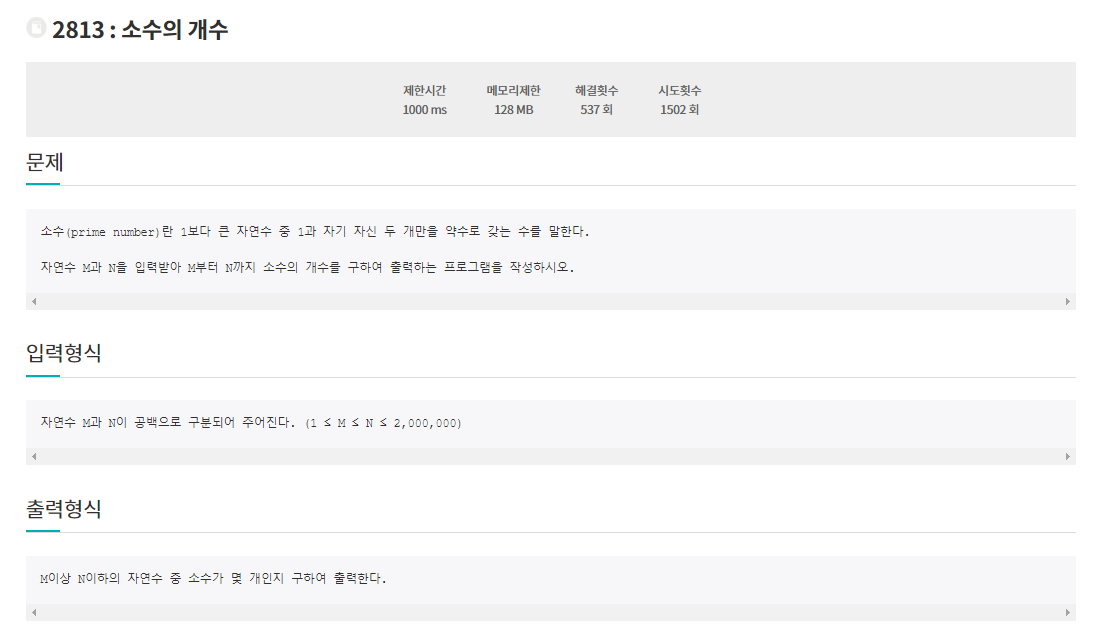 2813 : 소수의 개수
제한시간 메모리제한 해결횟수 시도횟수
1000 ms 128 MB 537 회 1502 회
문제
소수(prime number)란 1보다 큰 자연수 중 1과 자기 자신 두 개만을 약수로 갖는 수를 말한다.
자연수 M과 N을 입력받아 M부터 N까지 소수의 개수를 구하여 출력하는 프로그램을 작성하시오.
입력형식
자연수 M과 N이 공백으로 구분되어 주어진다. (1 ≤ M ≤ N ≤ 2,000,000)
출력형식
M이상 N이하의 자연수 중 소수가 몇 개인지 구하여 출력한다.